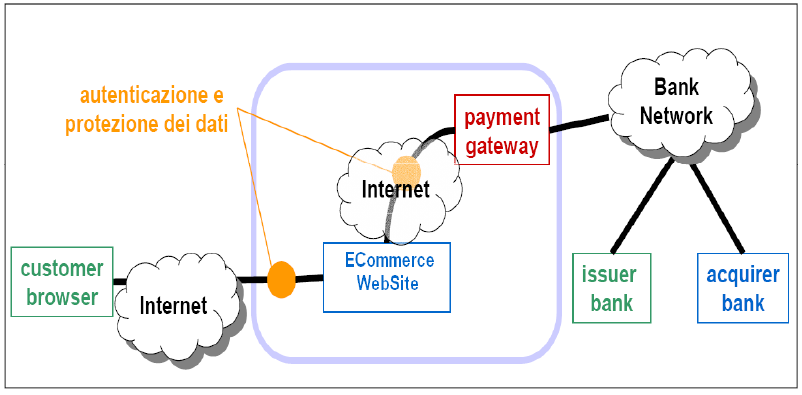 autenticazione e
protezione dei dati
payment
gateway
Bank
Network
Internet
customer
browser
Internet
ECommerce
WebSite
issuer
bank
acquirer
bank